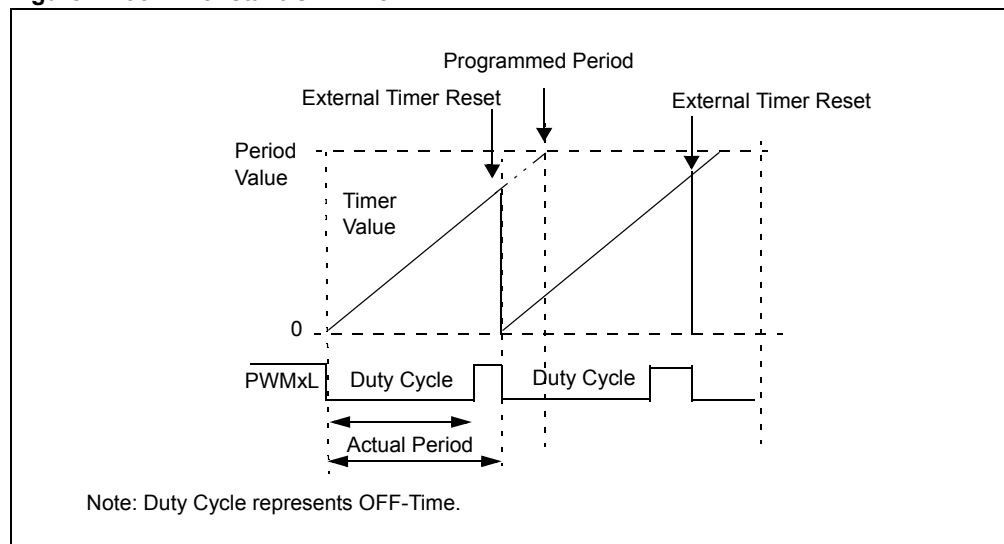 Programmed Period
External Timer Reset
External Timer Reset
Period
Value
Timer
Value
0
PWMxL
Duty Cycle
Duty Cycle
Actual Period
Note: Duty Cycle represents OFF-Time.